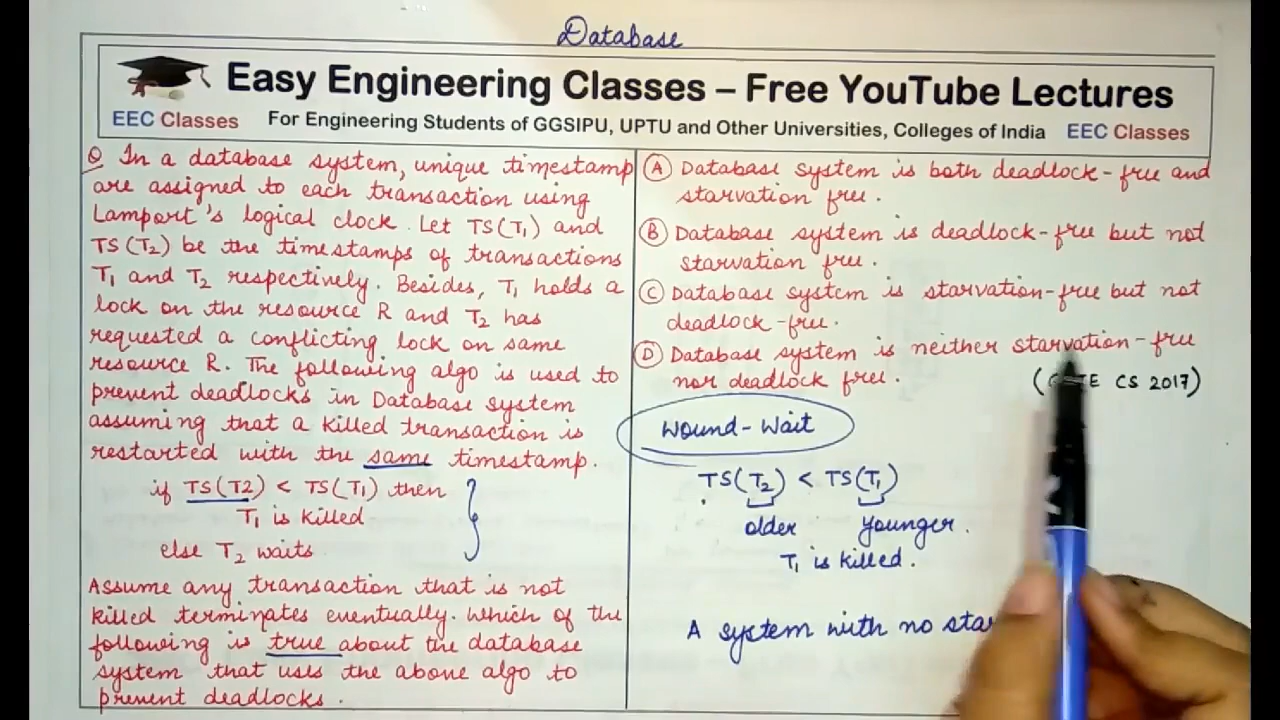 Database
Easy Engineering Classes – Free YouTube Lectures
EEC Classes For Engineering Students of GGSIPU, UPTU and Other Universities, Colleges of India EEC Classes
Q In a database system, unique timestamp
are assigned to each transaction using
Lamport's logical clock. Let TS(T1) and
TS(T2) be the timestamps of transactions
T1 and T2 respectively. Besides, T1 holds a
lock on the resource R and T2 has
requested a conflicting lock on same
resource R. The following algo is used to
prevent deadlocks in Database system
assuming that a killed transaction is
restarted with the same timestamp.
if TS(T2) < TS(T1) then
T1 is killed
else T2 waits
Assume any transaction that is not
killed terminates eventually. Which of the
following is true about the database
system that uses the above algo to
prevent deadlocks.
A Database system is both deadlock-free and
starvation free.
B Database system is deadlock-free but not
starvation free.
C Database system is starvation-free but not
deadlock-free.
D Database system is neither starvation-free
nor deadlock free.
CS 2017)
Wound-Wait
TS(T2) < TS(T1)
older younger.
T1 is killed.
A system with no